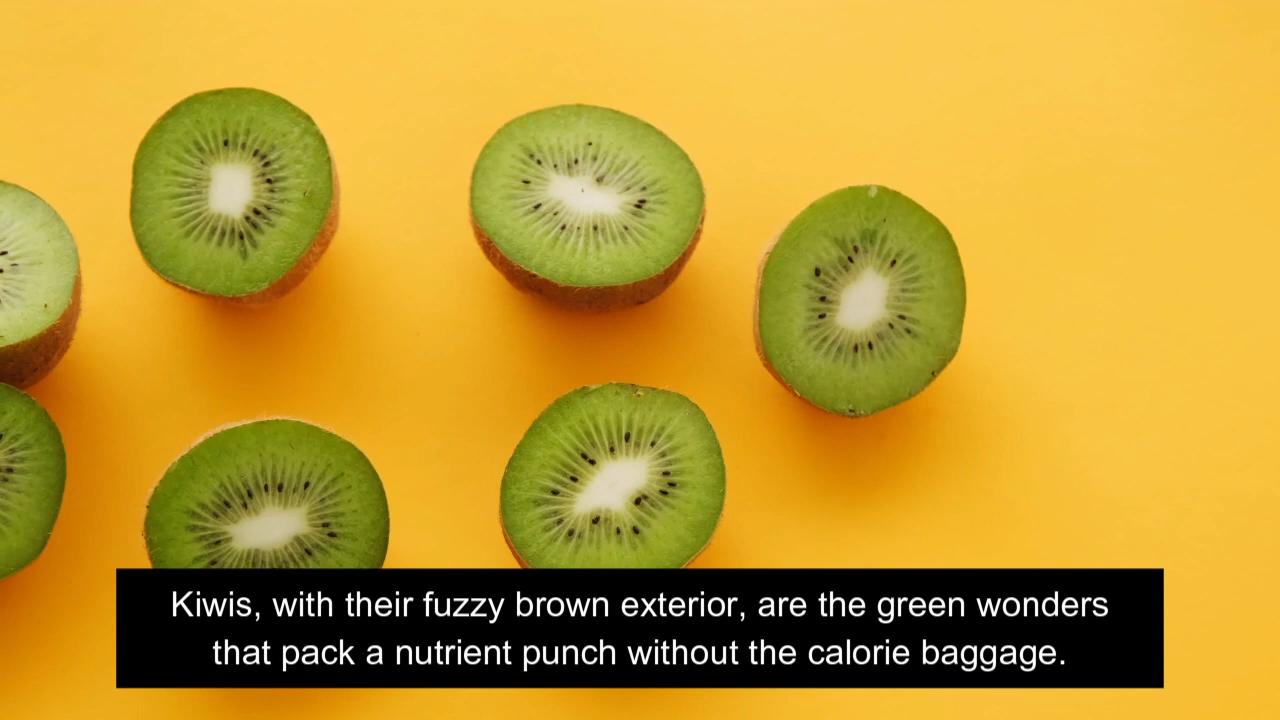 Kiwis, with their fuzzy brown exterior, are the green wonders
that pack a nutrient punch without the calorie baggage.